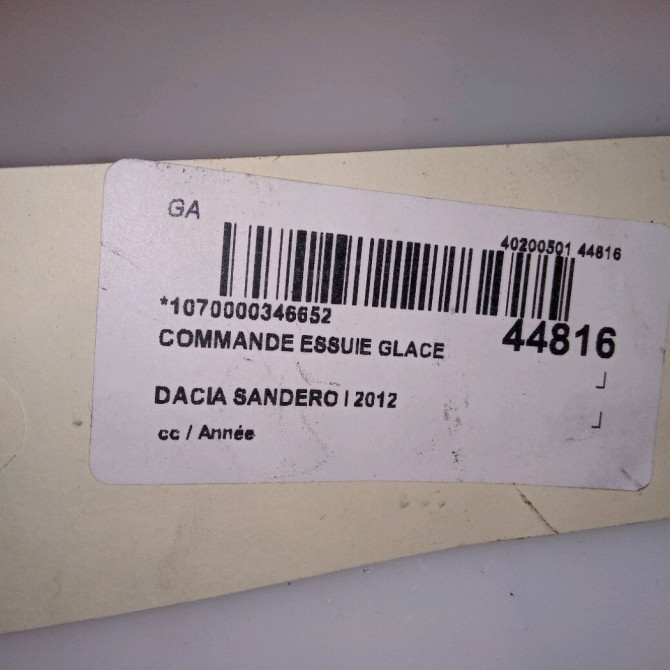 GA
40200501 44816
*1070000346652
44816
COMMANDE ESSUIE GLACE
DACIA SANDERO I 2012
cc / Année